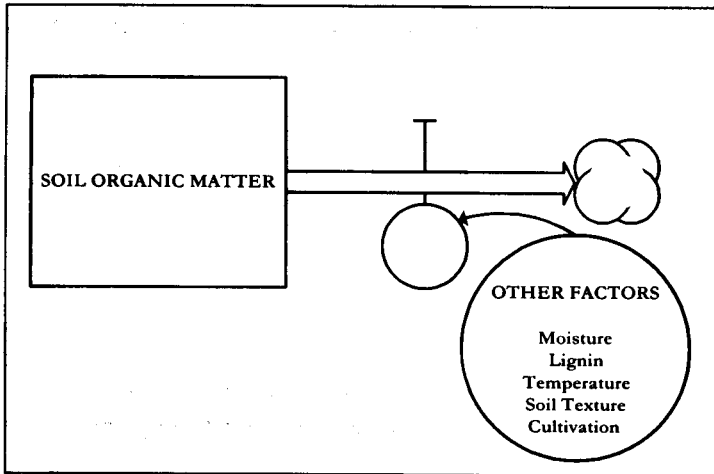 SOIL ORGANIC MATTER
OTHER FACTORS
Moisture
Lignin
Temperature
Soil Texture
Cultivation